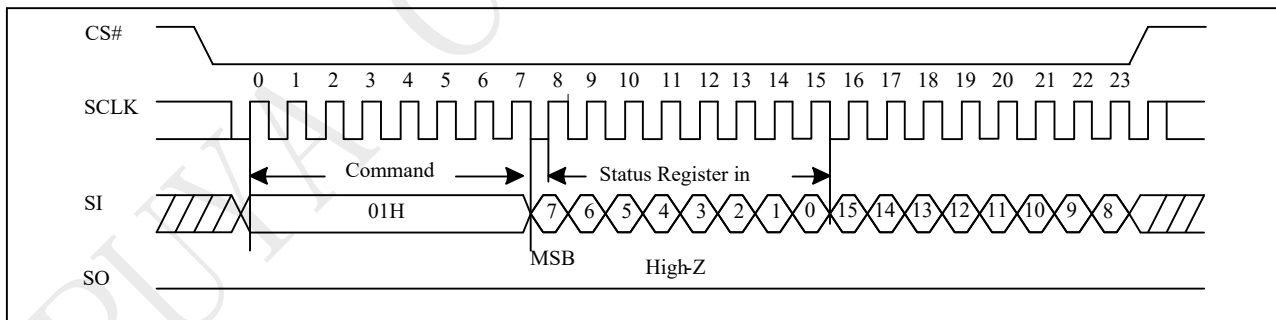 CS#
0 1 2 3 4 5 6 7 8 9 10 11 12 13 14 15 16 17 18 19 20 21 22 23
SCLK
Command Status Register in
SI 01H 7 6 5 4 3 2 1 0 15 14 13 12 11 10 9 8
MSB High-Z
SO
PUYA